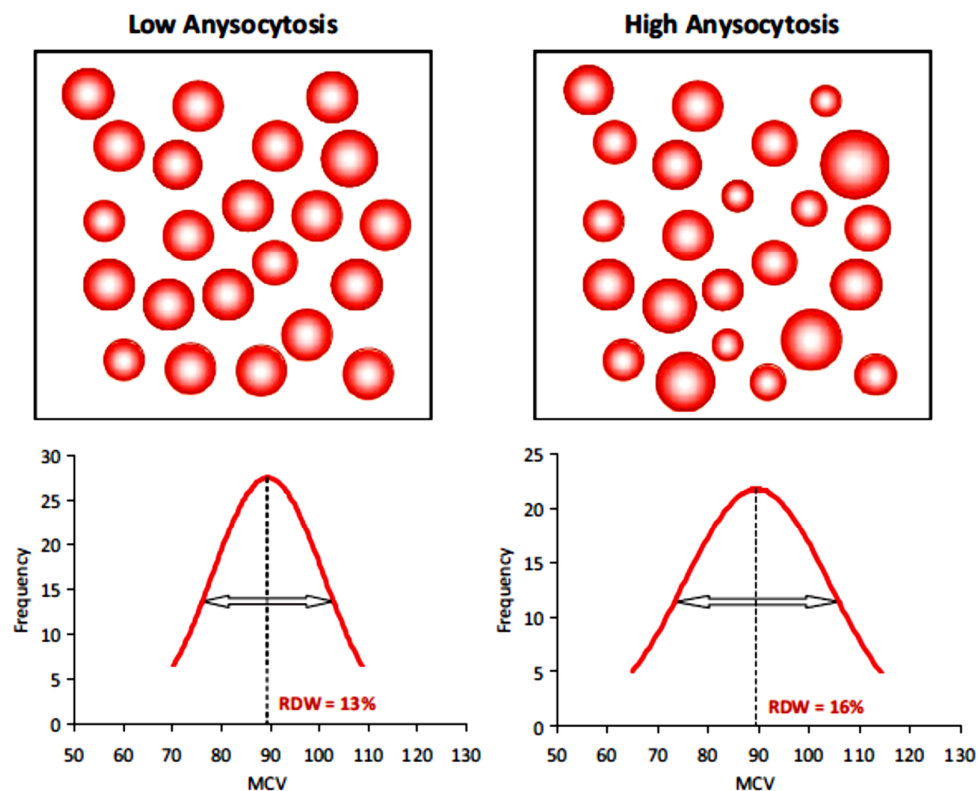 Low Anysocytosis
High Anysocytosis
30
25
20
15
10
5
0
Frequency
RDW = 13%
50 60 70 80 90 100 110 120 130
MCV
25
20
15
10
5
0
Frequency
RDW = 16%
50 60 70 80 90 100 110 120 130
MCV